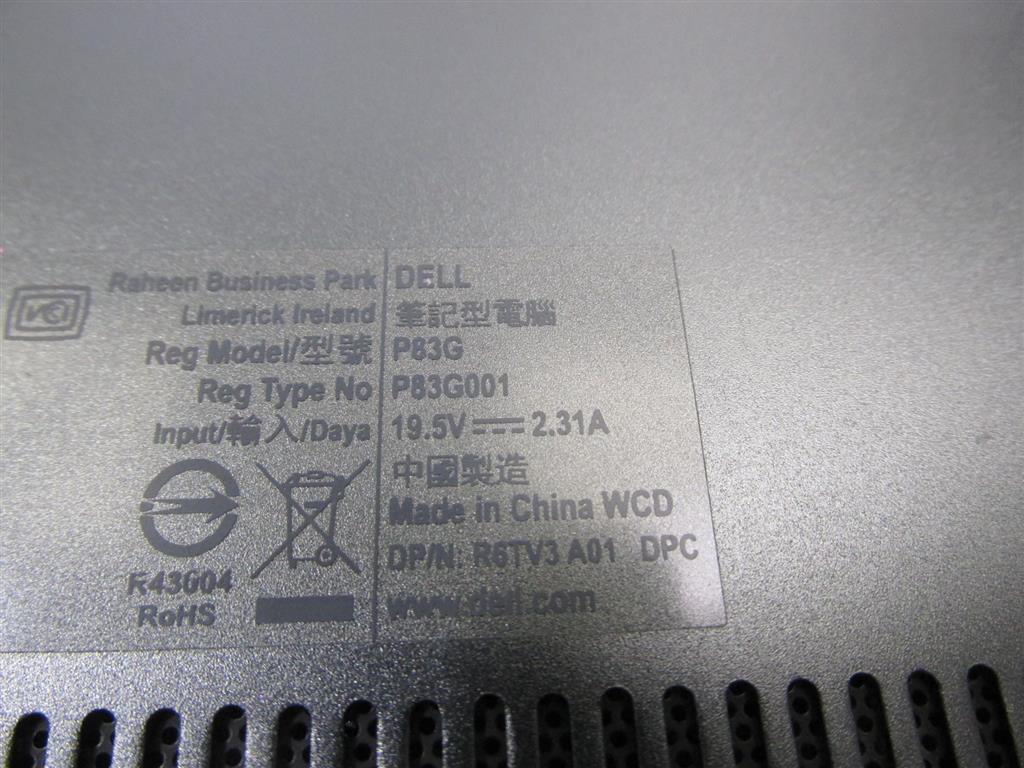 VCI
Raheen Business Park
Limerick Ireland
Reg Model/型號
Reg Type No
Input/輸入/Daya
R43004
RoHS
DELL
筆記型電腦
P83G
P83G001
19.5V⎓2.31A
中國製造
Made in China WCD
DP/N: R6TV3 A01 DPC
www.dell.com